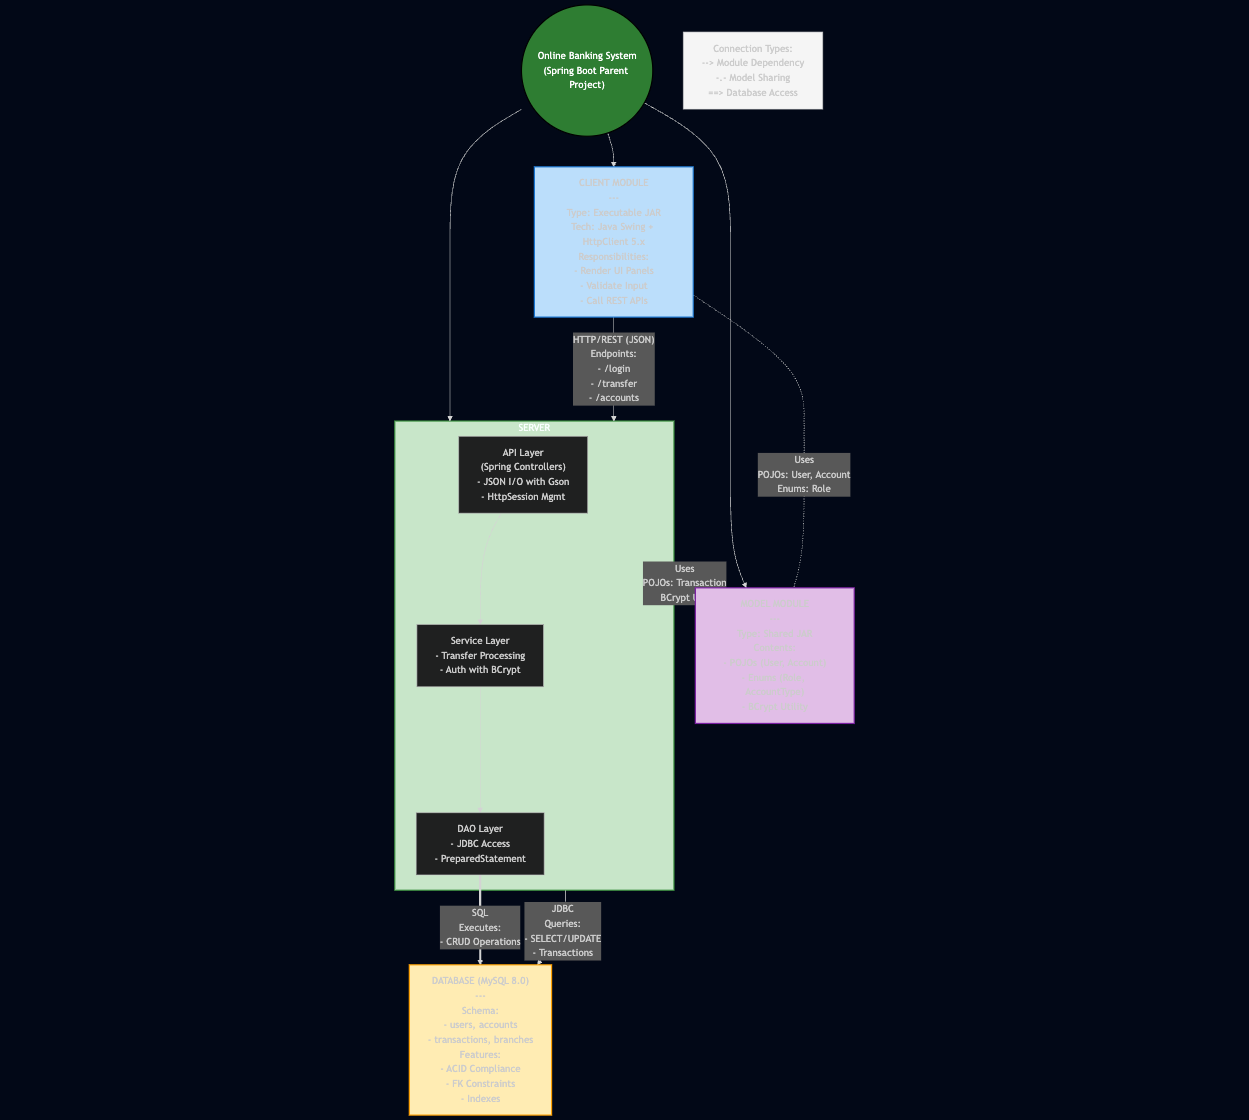 Online Banking System
(Spring Boot Parent
Project)
Connection Types:
--> Module Dependency
-.- Model Sharing
==> Database Access
CLIENT MODULE
---
Type: Executable JAR
Tech: Java Swing +
HttpClient 5.x
Responsibilities:
- Render UI Panels
- Validate Input
- Call REST APIs
HTTP/REST (JSON)
Endpoints:
- /login
- /transfer
- /accounts
SERVER
API Layer
(Spring Controllers)
- JSON I/O with Gson
- HttpSession Mgmt
Uses
POJOs: User, Account
Enums: Role
Uses
POJOs: Transaction
BCrypt
Service Layer
- Transfer Processing
- Auth with BCrypt
DAO Layer
- JDBC Access
- PreparedStatement
SQL
Executes:
- CRUD Operations
JDBC
Queries:
- SELECT/UPDATE
- Transactions
DATABASE (MySQL 8.0)
---
Schema:
- users, accounts
- transactions, branches
Features:
- ACID Compliance
- FK Constraints
- Indexes